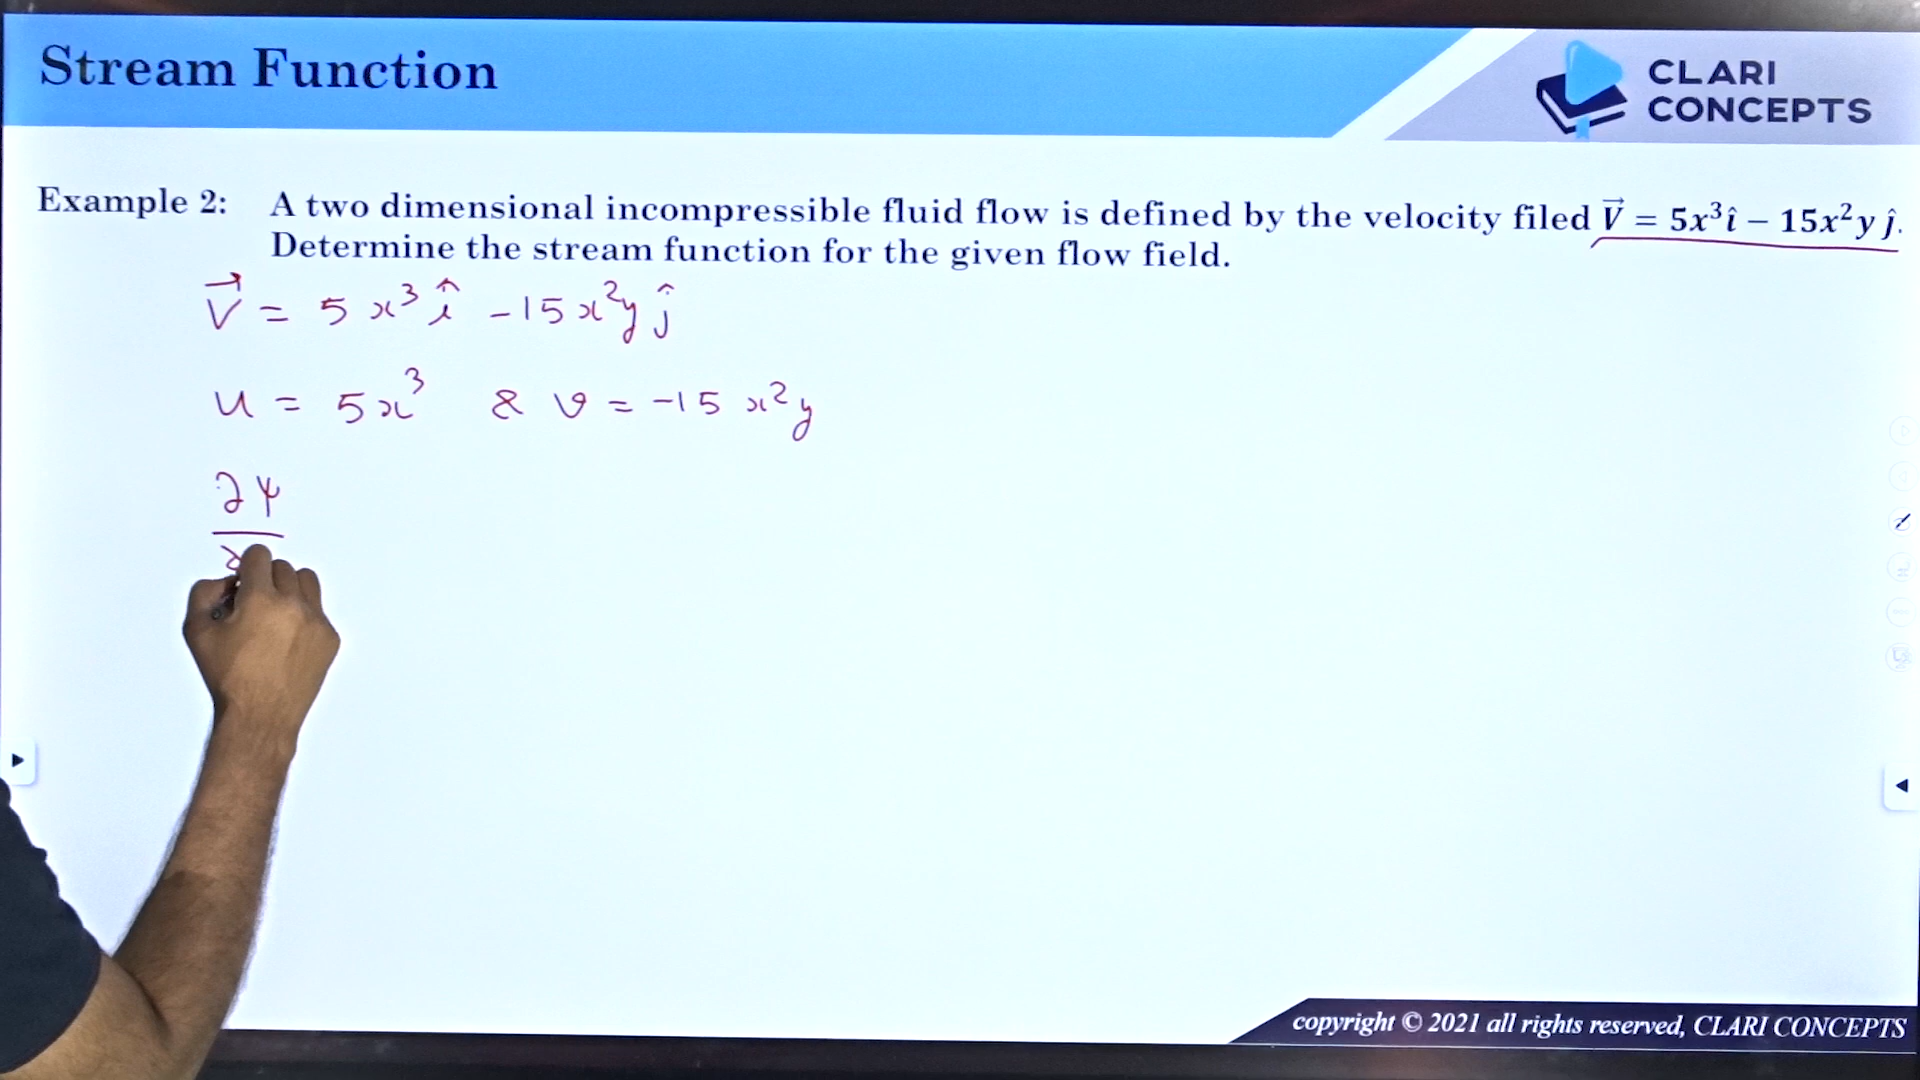 Stream Function
CLARI
CONCEPTS
Example 2: A two dimensional incompressible fluid flow is defined by the velocity filed V⃗ = 5x³î − 15x²y ĵ.
Determine the stream function for the given flow field.
V⃗ = 5x³ î − 15x²y ĵ
u = 5x³ & v = −15x²y
∂ψ
∂
copyright © 2021 all rights reserved, CLARI CONCEPTS